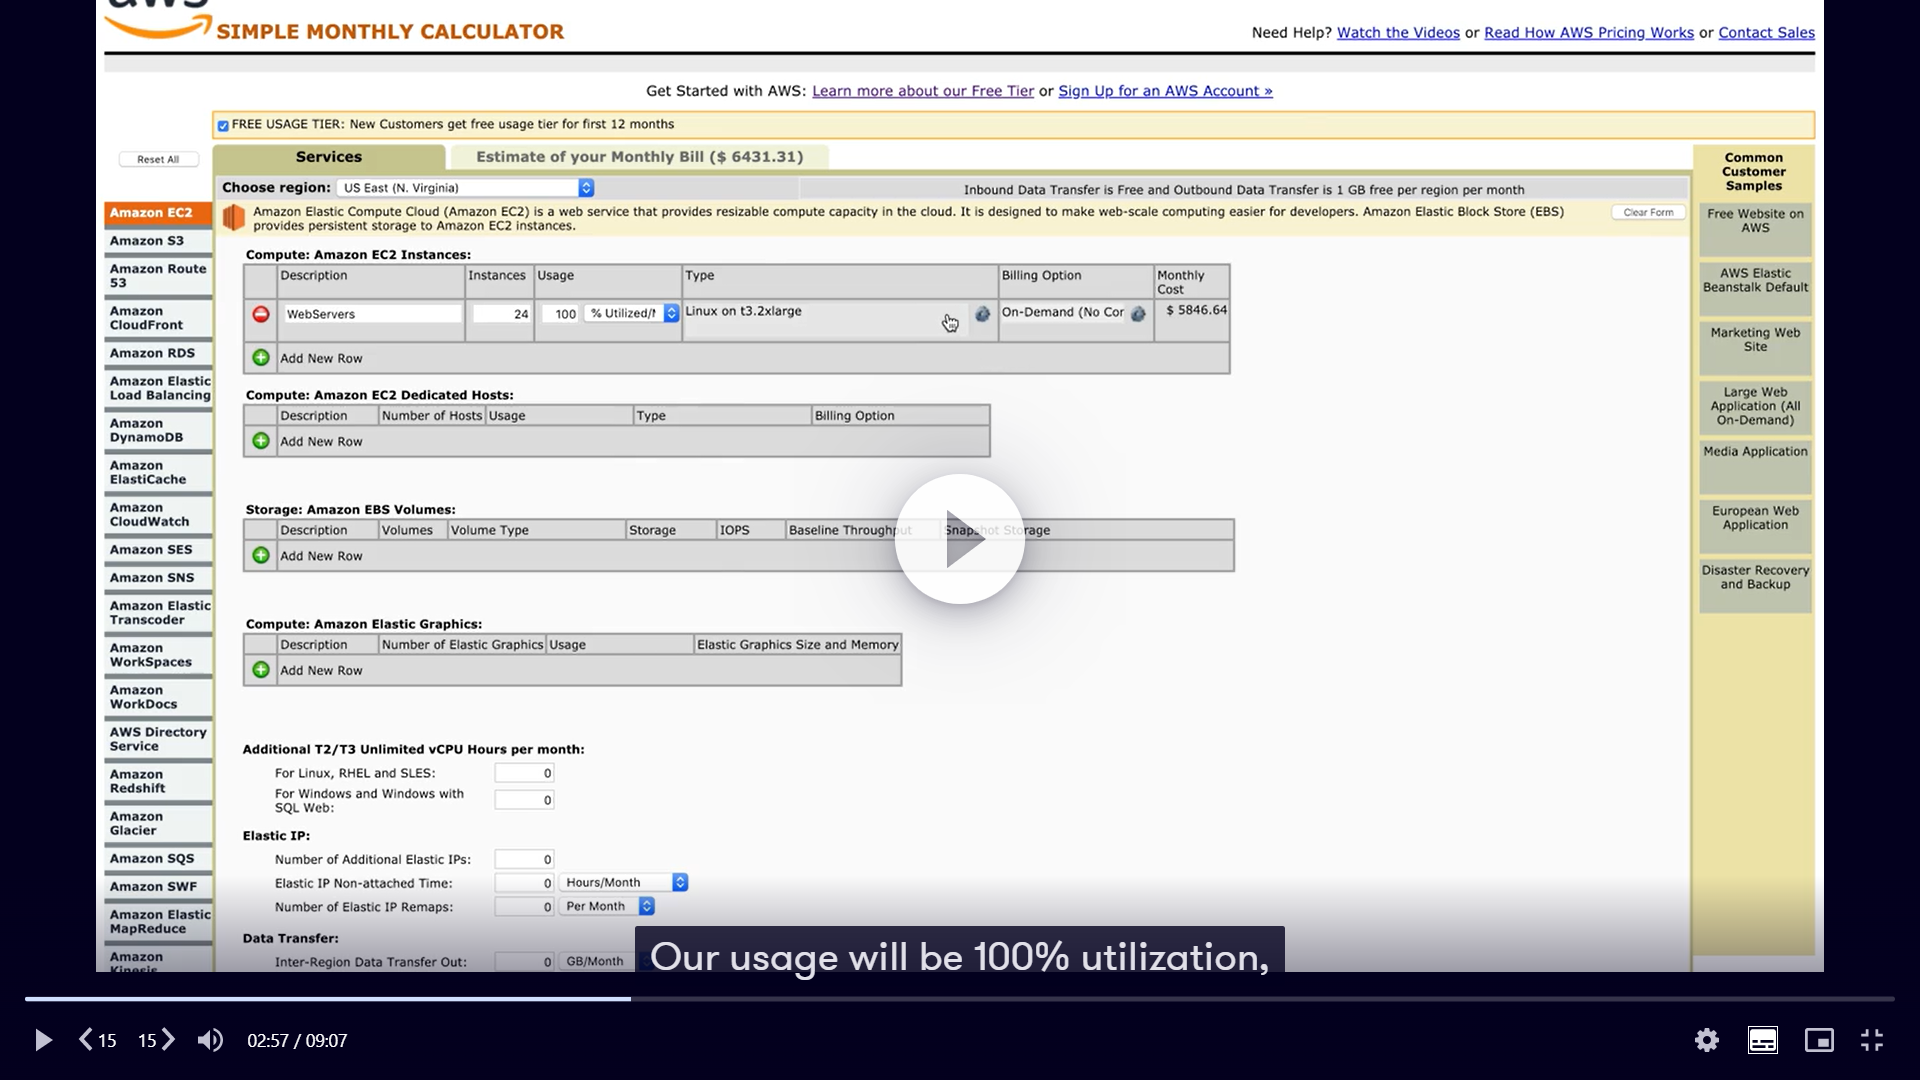 aws
SIMPLE MONTHLY CALCULATOR
Need Help? Watch the Videos or Read How AWS Pricing Works or Contact Sales
Get Started with AWS: Learn more about our Free Tier or Sign Up for an AWS Account »
FREE USAGE TIER: New Customers get free usage tier for first 12 months
Reset All
Services
Estimate of your Monthly Bill ($ 6431.31)
Choose region: US East (N. Virginia)
Inbound Data Transfer is Free and Outbound Data Transfer is 1 GB free per region per month
Amazon Elastic Compute Cloud (Amazon EC2) is a web service that provides resizable compute capacity in the cloud. It is designed to make web-scale computing easier for developers. Amazon Elastic Block Store (EBS)
provides persistent storage to Amazon EC2 instances.
Clear Form
Amazon EC2
Amazon S3
Amazon Route
53
Amazon
CloudFront
Amazon RDS
Amazon Elastic
Load Balancing
Amazon
DynamoDB
Amazon
ElastiCache
Amazon
CloudWatch
Amazon SES
Amazon SNS
Amazon Elastic
Transcoder
Amazon
WorkSpaces
Amazon
WorkDocs
AWS Directory
Service
Amazon
Redshift
Amazon
Glacier
Amazon SQS
Amazon SWF
Amazon Elastic
MapReduce
Amazon
Kinesis
Compute: Amazon EC2 Instances:
Description Instances Usage Type Billing Option Monthly
Cost
WebServers 24 100 % Utilized/M Linux on t3.2xlarge On-Demand (No Cor $ 5846.64
Add New Row
Compute: Amazon EC2 Dedicated Hosts:
Description Number of Hosts Usage Type Billing Option
Add New Row
Storage: Amazon EBS Volumes:
Description Volumes Volume Type Storage IOPS Baseline Throughput Snapshot Storage
Add New Row
Compute: Amazon Elastic Graphics:
Description Number of Elastic Graphics Usage Elastic Graphics Size and Memory
Add New Row
Additional T2/T3 Unlimited vCPU Hours per month:
For Linux, RHEL and SLES: 0
For Windows and Windows with
SQL Web: 0
Elastic IP:
Number of Additional Elastic IPs: 0
Elastic IP Non-attached Time: 0 Hours/Month
Number of Elastic IP Remaps: 0 Per Month
Data Transfer:
Inter-Region Data Transfer Out: 0 GB/Month
Common
Customer
Samples
Free Website on
AWS
AWS Elastic
Beanstalk Default
Marketing Web
Site
Large Web
Application (All
On-Demand)
Media Application
European Web
Application
Disaster Recovery
and Backup
Our usage will be 100% utilization,
15 15 02:57 / 09:07